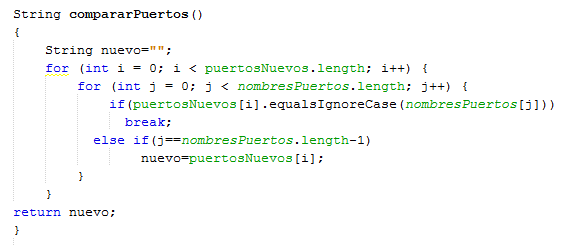 String compararPuertos()
{
String nuevo="";
for (int i = 0; i < puertosNuevos.length; i++) {
for (int j = 0; j < nombresPuertos.length; j++) {
if(puertosNuevos[i].equalsIgnoreCase(nombresPuertos[j]))
break;
else if(j==nombresPuertos.length-1)
nuevo=puertosNuevos[i];
}
}
return nuevo;
}